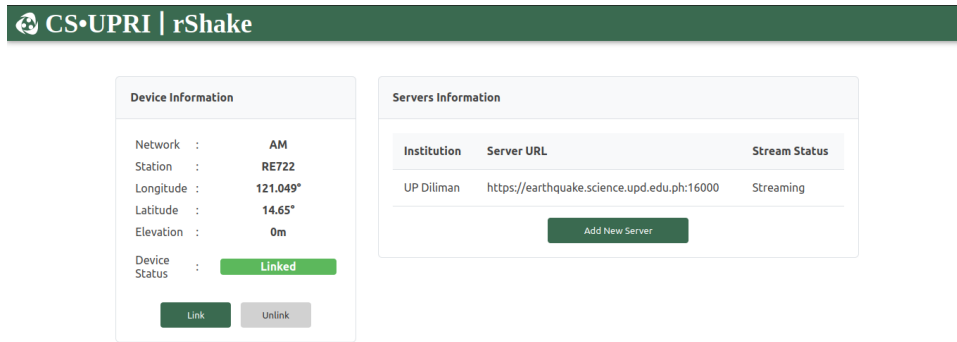 CS•UPRI | rShake
Device Information
Network : AM
Station : RE722
Longitude : 121.049°
Latitude : 14.65°
Elevation : 0m
Device Status : Linked
Link Unlink
Servers Information
Institution Server URL Stream Status
UP Diliman https://earthquake.science.upd.edu.ph:16000 Streaming
Add New Server